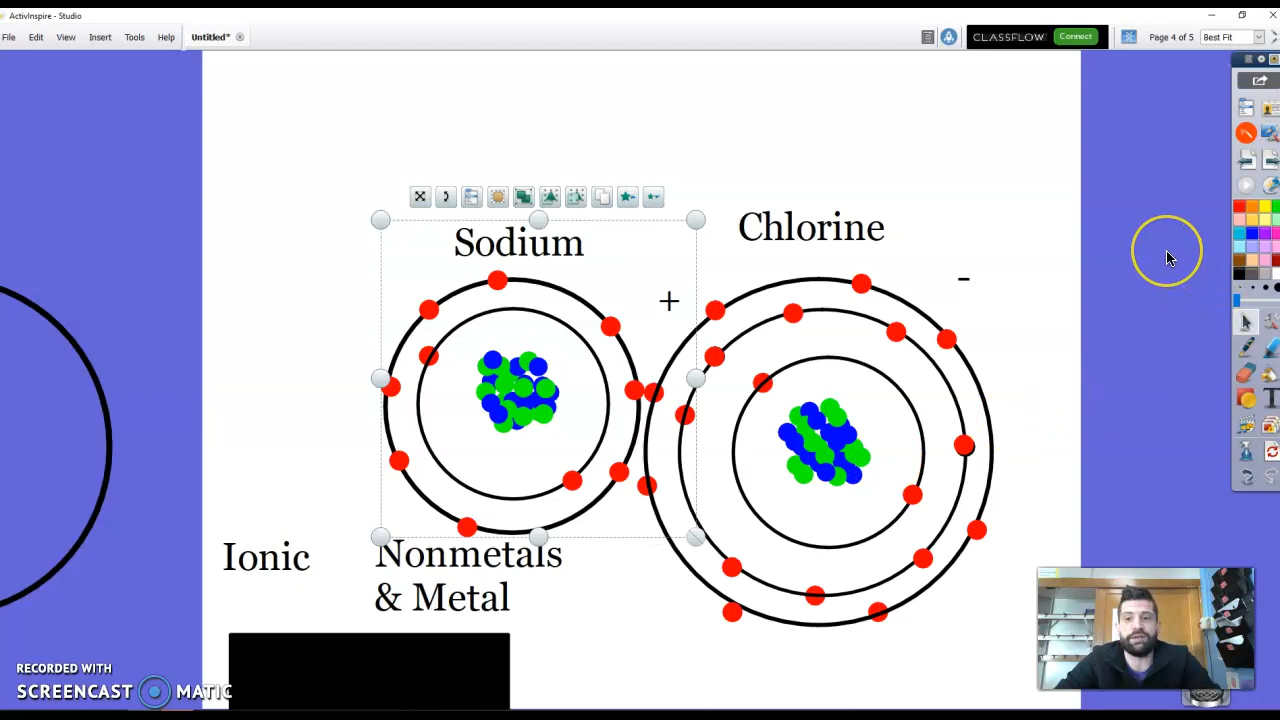 ActivInspire - Studio
File Edit View Insert Tools Help Untitled* CLASSFLOW Connect Page 4 of 5 Best Fit
Sodium
Chlorine
+
-
Ionic
Nonmetals
& Metal
RECORDED WITH
SCREENCAST MATIC